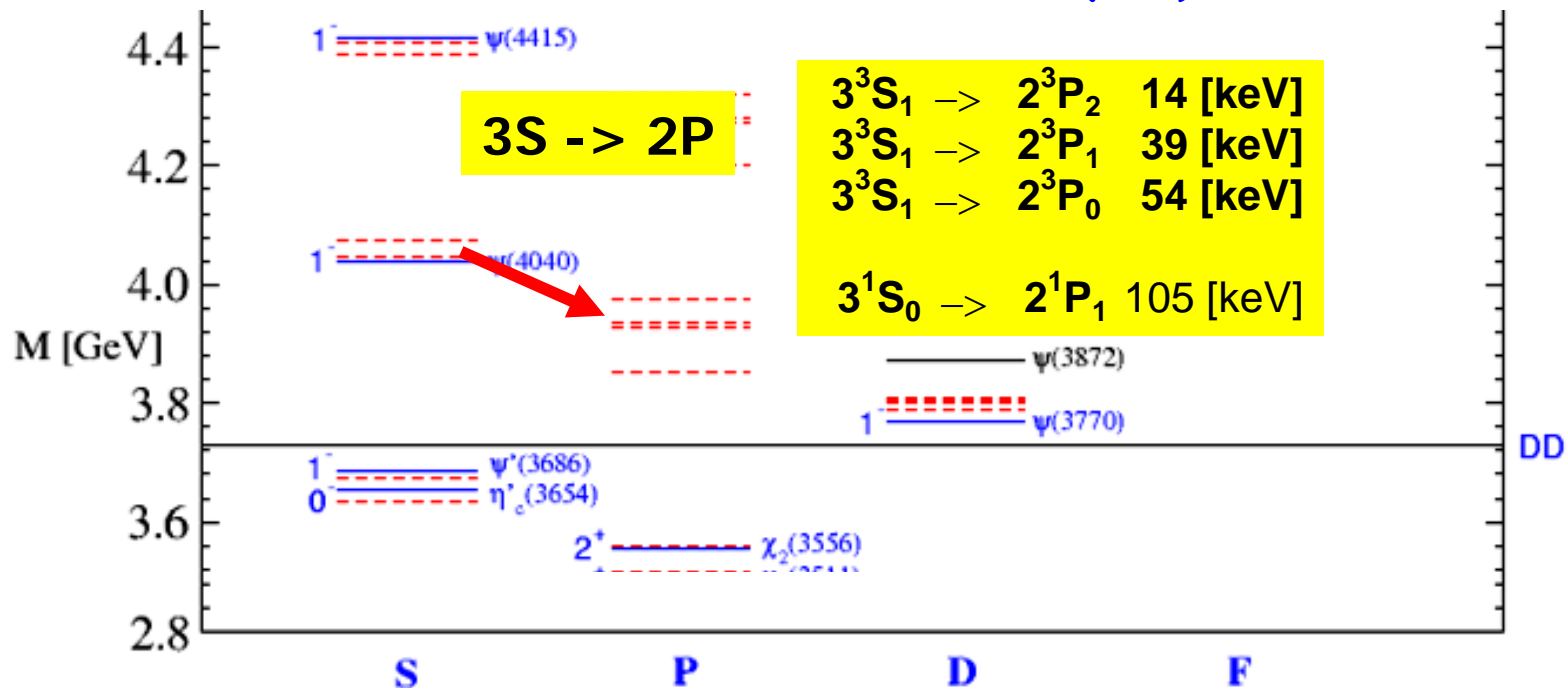 4.4
1⁻ ψ(4415)
3S -> 2P
3³S₁ –> 2³P₂ 14 [keV]
3³S₁ –> 2³P₁ 39 [keV]
3³S₁ –> 2³P₀ 54 [keV]
3¹S₀ –> 2¹P₁ 105 [keV]
4.2
1⁻ ψ(4040)
4.0
M [GeV]
ψ(3872)
3.8
1⁻ ψ(3770)
DD
1⁻ ψ'(3686)
0⁻ η'c(3654)
3.6
2⁺ χ₂(3556)
2.8
S P D F